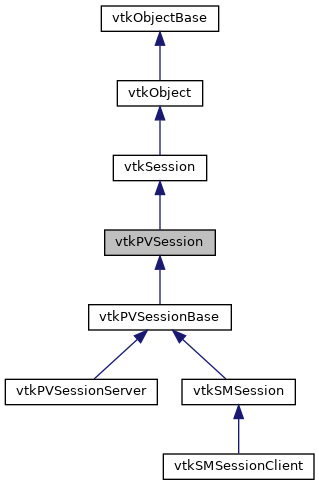 vtkObjectBase
vtkObject
vtkSession
vtkPVSession
vtkPVSessionBase
vtkPVSessionServer
vtkSMSession
vtkSMSessionClient